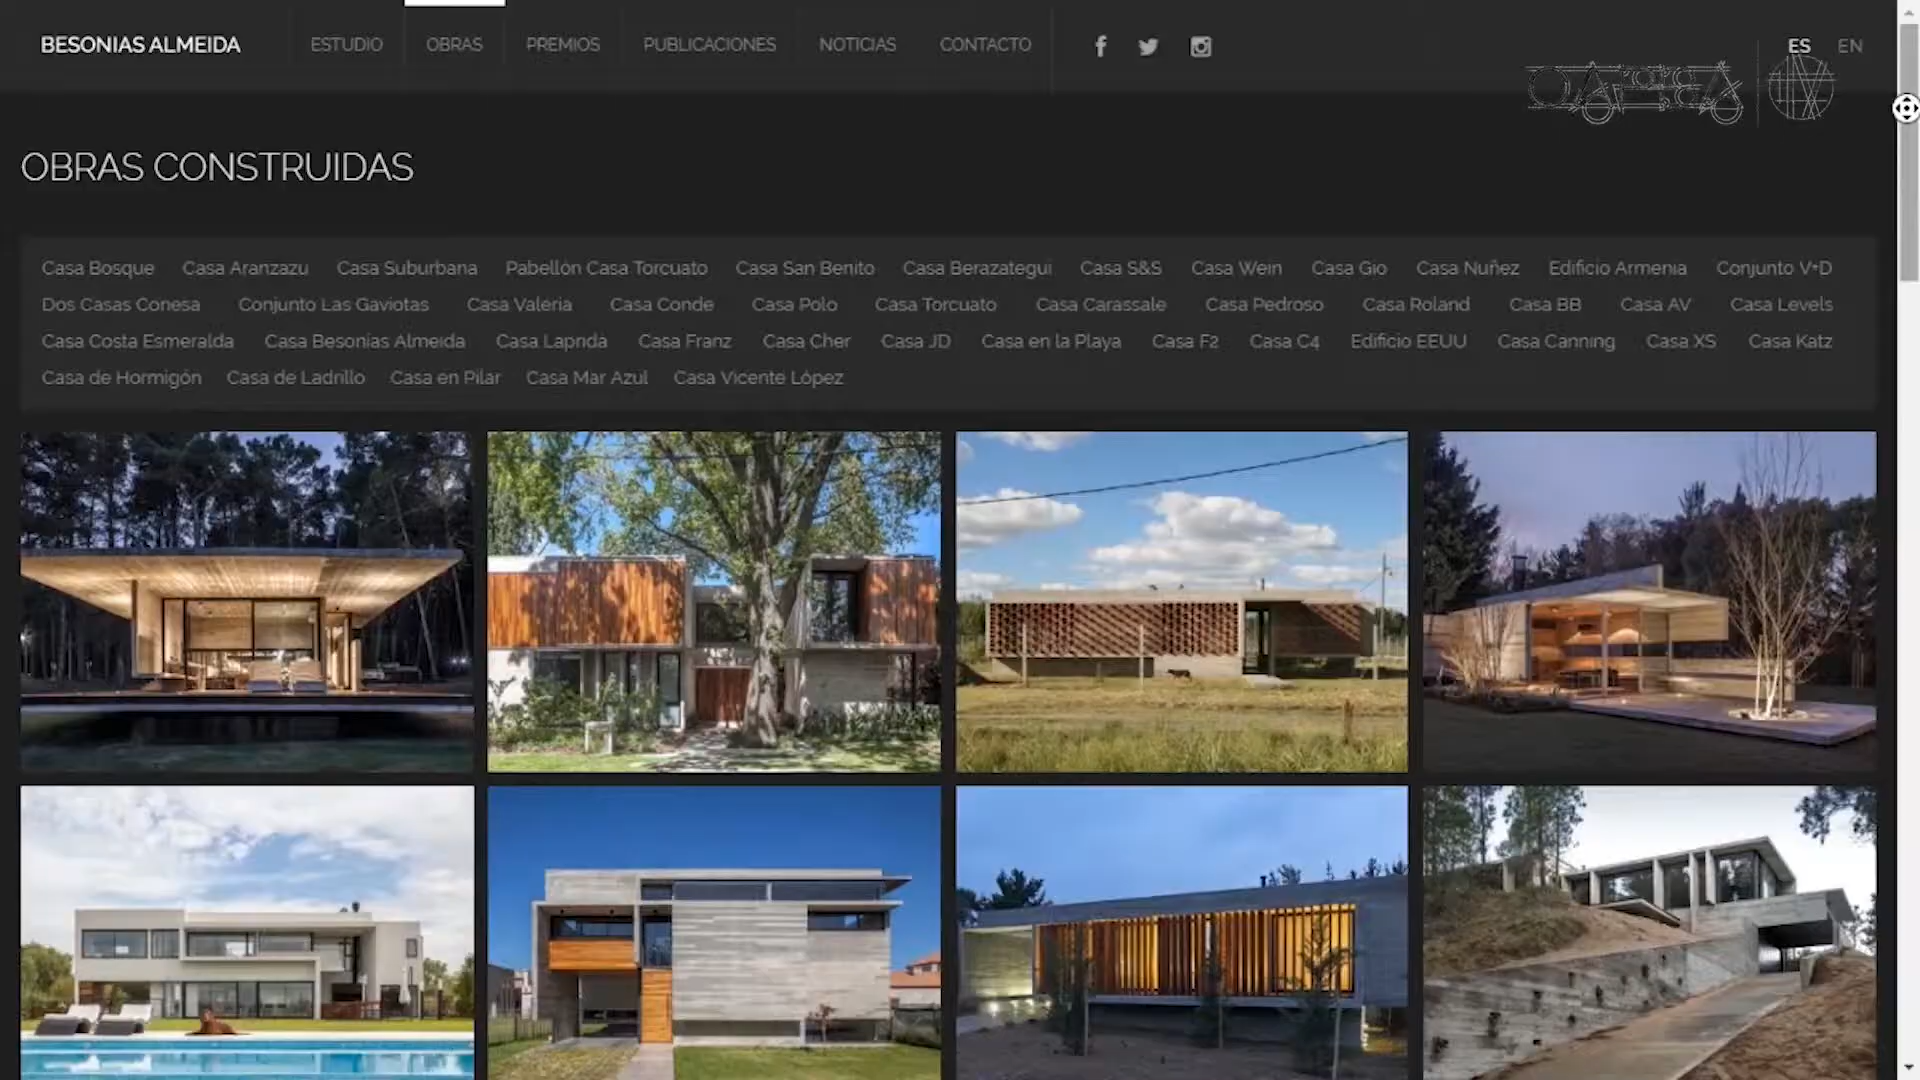 BESONIAS ALMEIDA ESTUDIO OBRAS PREMIOS PUBLICACIONES NOTICIAS CONTACTO ES EN
OBRAS CONSTRUIDAS
Casa Bosque Casa Aranzazu Casa Suburbana Pabellón Casa Torcuato Casa San Benito Casa Berazategui Casa S&S Casa Wein Casa Gio Casa Nuñez Edificio Armenia Conjunto V+D
Dos Casas Conesa Conjunto Las Gaviotas Casa Valeria Casa Conde Casa Polo Casa Torcuato Casa Carassale Casa Pedroso Casa Roland Casa BB Casa AV Casa Levels
Casa Costa Esmeralda Casa Besonías Almeida Casa Laprida Casa Franz Casa Cher Casa JD Casa en la Playa Casa F2 Casa C4 Edificio EEUU Casa Canning Casa XS Casa Katz
Casa de Hormigón Casa de Ladrillo Casa en Pilar Casa Mar Azul Casa Vicente López